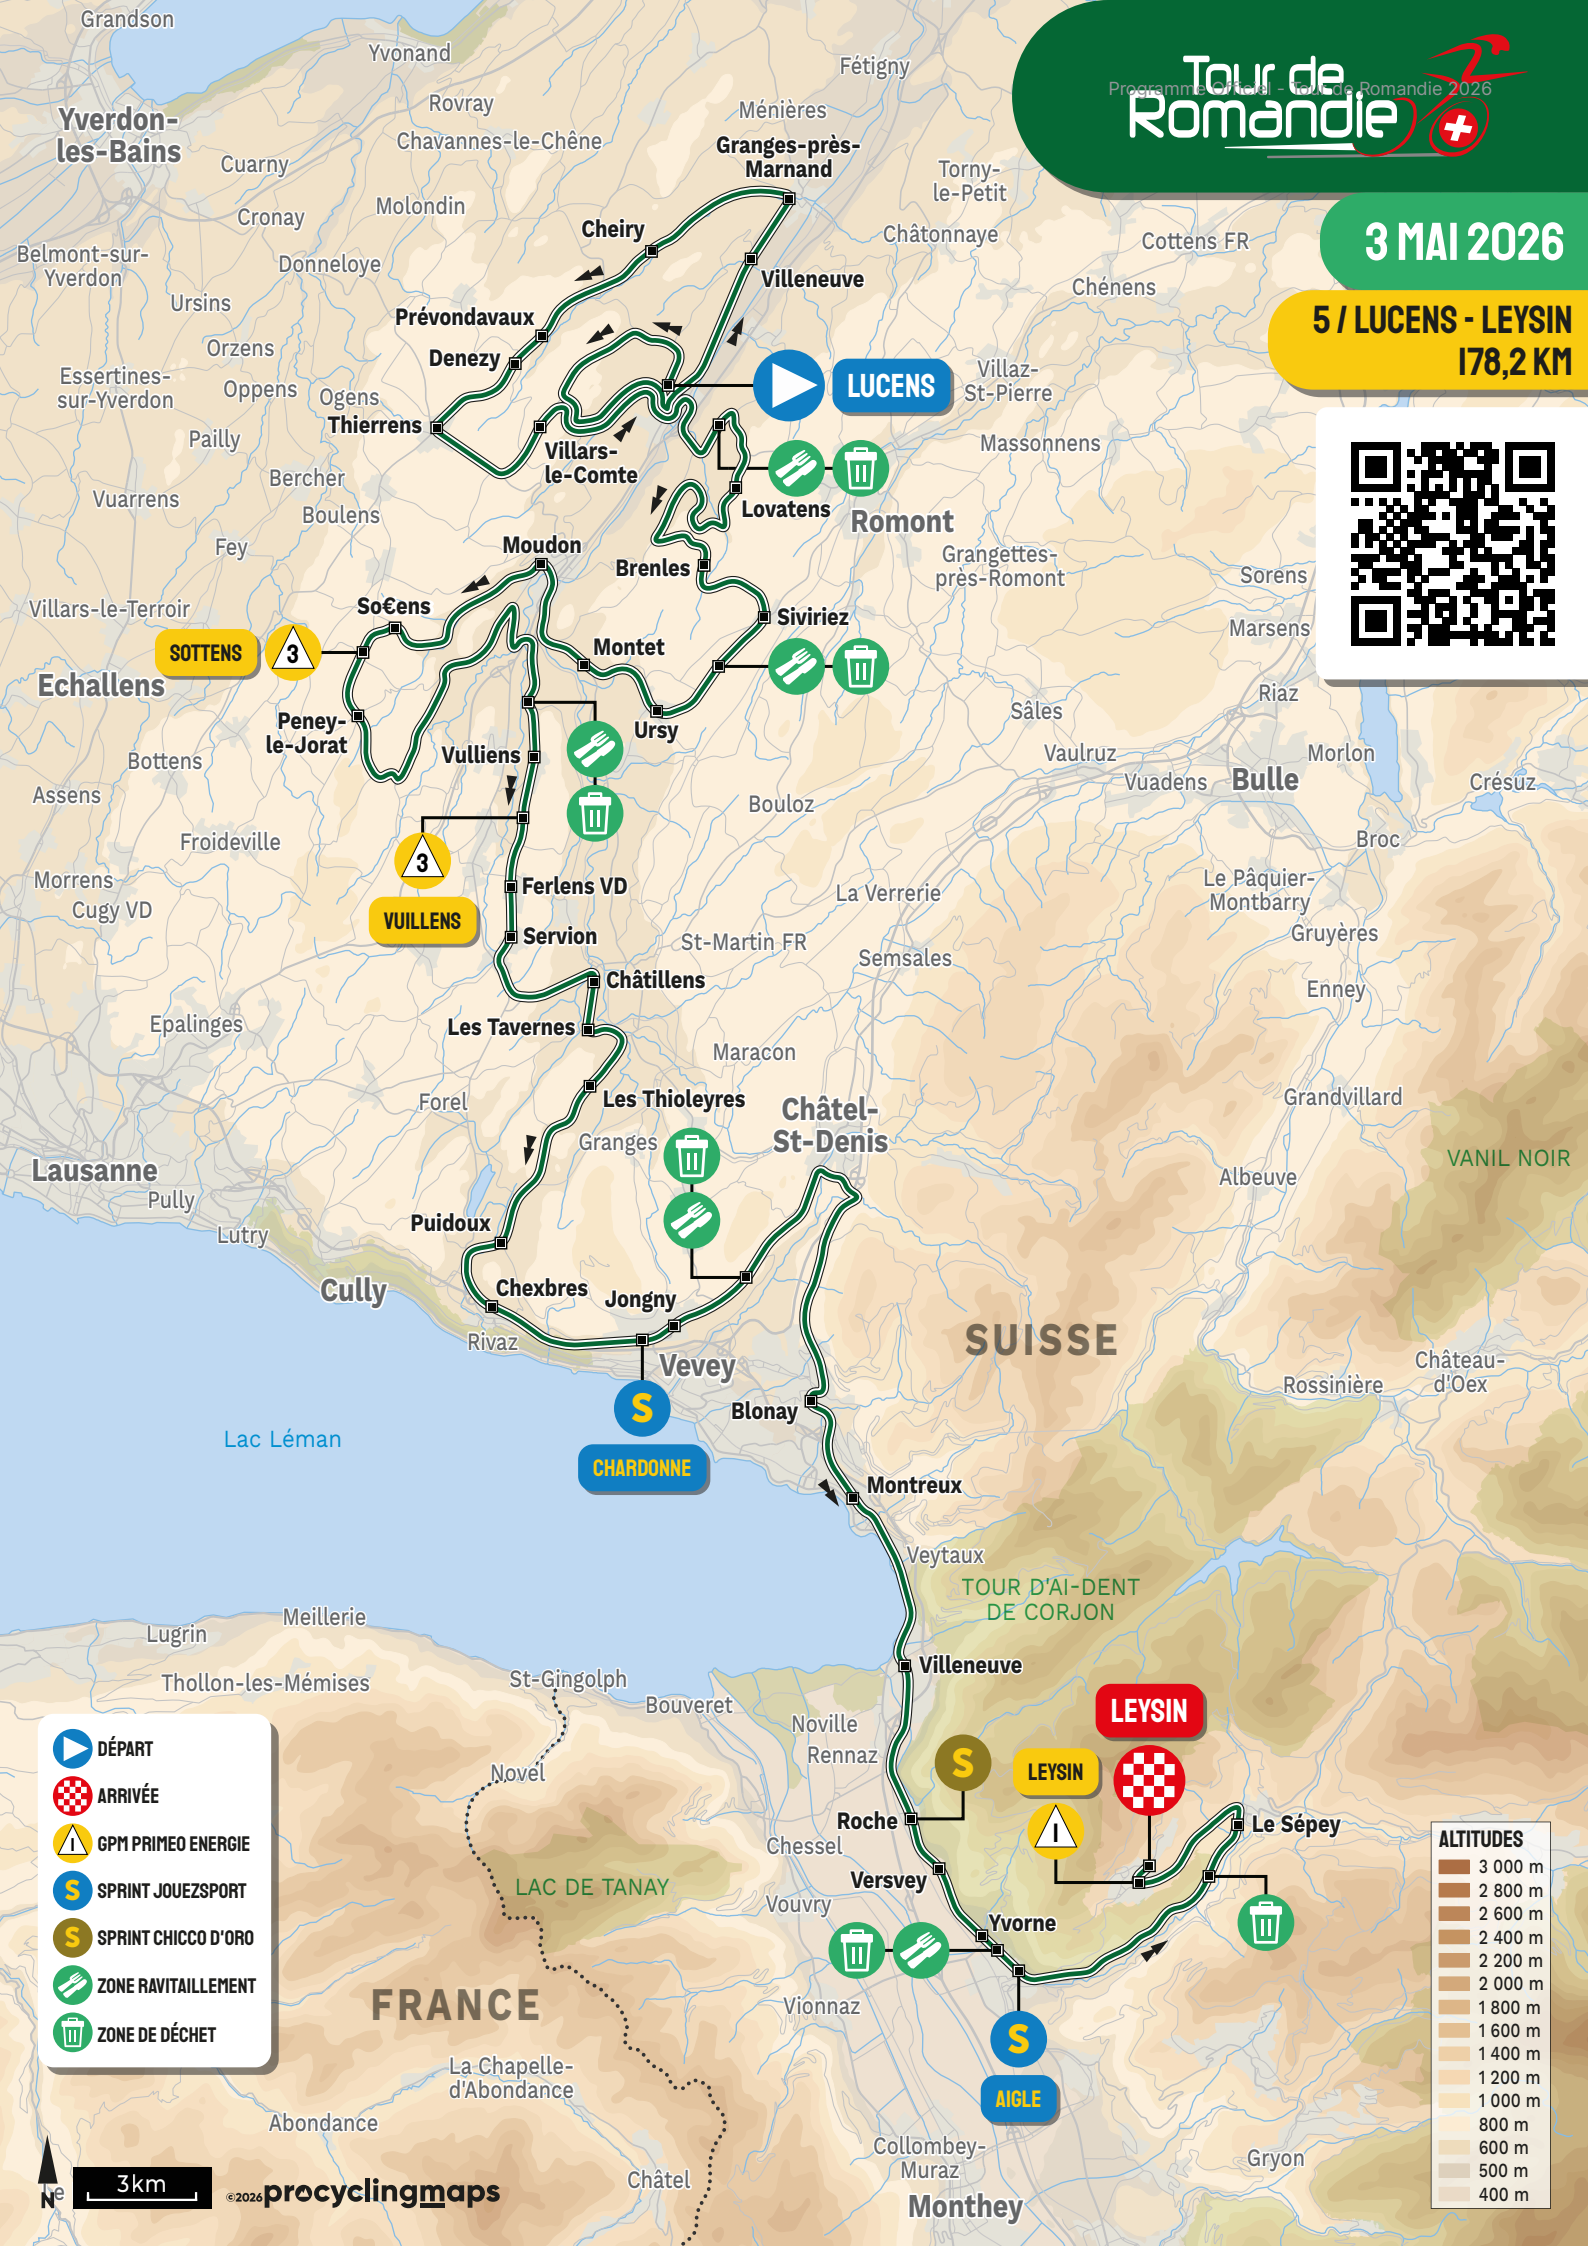 Grandson
Yvonand
Fétigny
Tour de
Romandie
Programme Officiel - Tour de Romandie 2026
Rovray
Ménières
Yverdon-
les-Bains
Chavannes-le-Chêne
Granges-près-
Marnand
Cuarny
Torny-
le-Petit
Molondin
Cronay
Cheiry
Châtonnaye
Cottens FR
3 MAI 2026
Belmont-sur-
Yverdon
Donneloye
Villeneuve
Chénens
Ursins
Prévondavaux
5 / LUCENS - LEYSIN
178,2 KM
Orzens
Denezy
Essertines-
sur-Yverdon
Oppens
Ogens
LUCENS
Villaz-
St-Pierre
Thierrens
Pailly
Villars-
le-Comte
Massonnens
Bercher
Vuarrens
Boulens
Lovatens
Romont
Fey
Moudon
Brenles
Grangettes-
près-Romont
Sorens
Villars-le-Terroir
So€ens
Siviriez
Marsens
SOTTENS
3
Montet
Echallens
Riaz
Peney-
le-Jorat
Ursy
Sâles
Bottens
Vulliens
Vaulruz
Morlon
Vuadens
Bulle
Crésuz
Assens
Bouloz
Froideville
Broc
3
Morrens
Ferlens VD
La Verrerie
Le Pâquier-
Montbarry
Cugy VD
VUILLENS
Servion
St-Martin FR
Gruyères
Semsales
Châtillens
Enney
Epalinges
Les Tavernes
Maracon
Forel
Les Thioleyres
Grandvillard
Châtel-
St-Denis
Granges
Lausanne
VANIL NOIR
Pully
Albeuve
Lutry
Puidoux
Cully
Chexbres
Jongny
Rivaz
SUISSE
Vevey
Château-
d'Oex
Rossinière
Blonay
S
Lac Léman
CHARDONNE
Montreux
Veytaux
TOUR D'AI-DENT
DE CORJON
Meillerie
Lugrin
Villeneuve
Thollon-les-Mémises
St-Gingolph
Bouveret
LEYSIN
Noville
Rennaz
DÉPART
S
LEYSIN
Novel
ARRIVÉE
Roche
1
Le Sépey
GPM PRIMEO ENERGIE
Chessel
ALTITUDES
3 000 m
2 800 m
2 600 m
2 400 m
2 200 m
2 000 m
1 800 m
1 600 m
1 400 m
1 200 m
1 000 m
800 m
600 m
500 m
400 m
Versvey
SPRINT JOUEZSPORT
LAC DE TANAY
Vouvry
Yvorne
SPRINT CHICCO D'ORO
ZONE RAVITAILLEMENT
FRANCE
Vionnaz
ZONE DE DÉCHET
S
AIGLE
La Chapelle-
d'Abondance
Abondance
Collombey-
Muraz
Gryon
Châtel
Monthey
N
3km
©2026 procyclingmaps